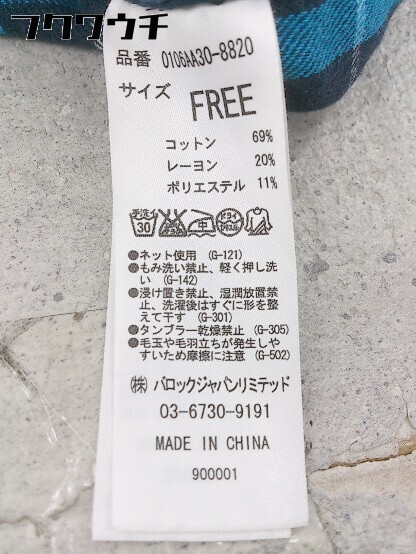 フクウクチ
品番 0106AA30-8820
サイズ
FREE
コットン 69%
レーヨン 20%
ポリエステル 11%
手洗イ 30 中 ドライ セキユ系
●ネット使用 (G-121)
●もみ洗い禁止、軽く押し洗
い (G-142)
●浸け置き禁止、湿潤放置禁
止、洗濯後はすぐに形を整
えて干す (G-301)
●タンブラー乾燥禁止 (G-305)
●毛玉や毛羽立ちが発生しや
すいため摩擦に注意 (G-502)
㈱バロックジャパンリミテッド
03-6730-9191
MADE IN CHINA
900001